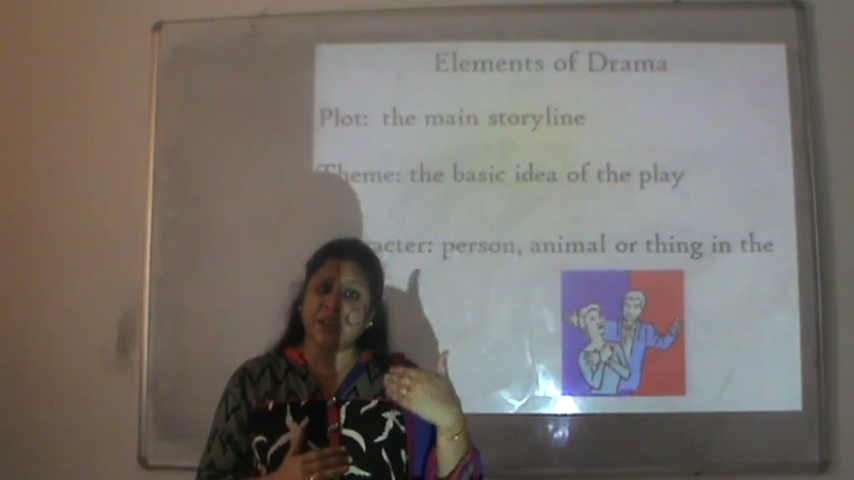 Elements of Drama
Plot: the main storyline
Theme: the basic idea of the play
acter: person, animal or thing in the